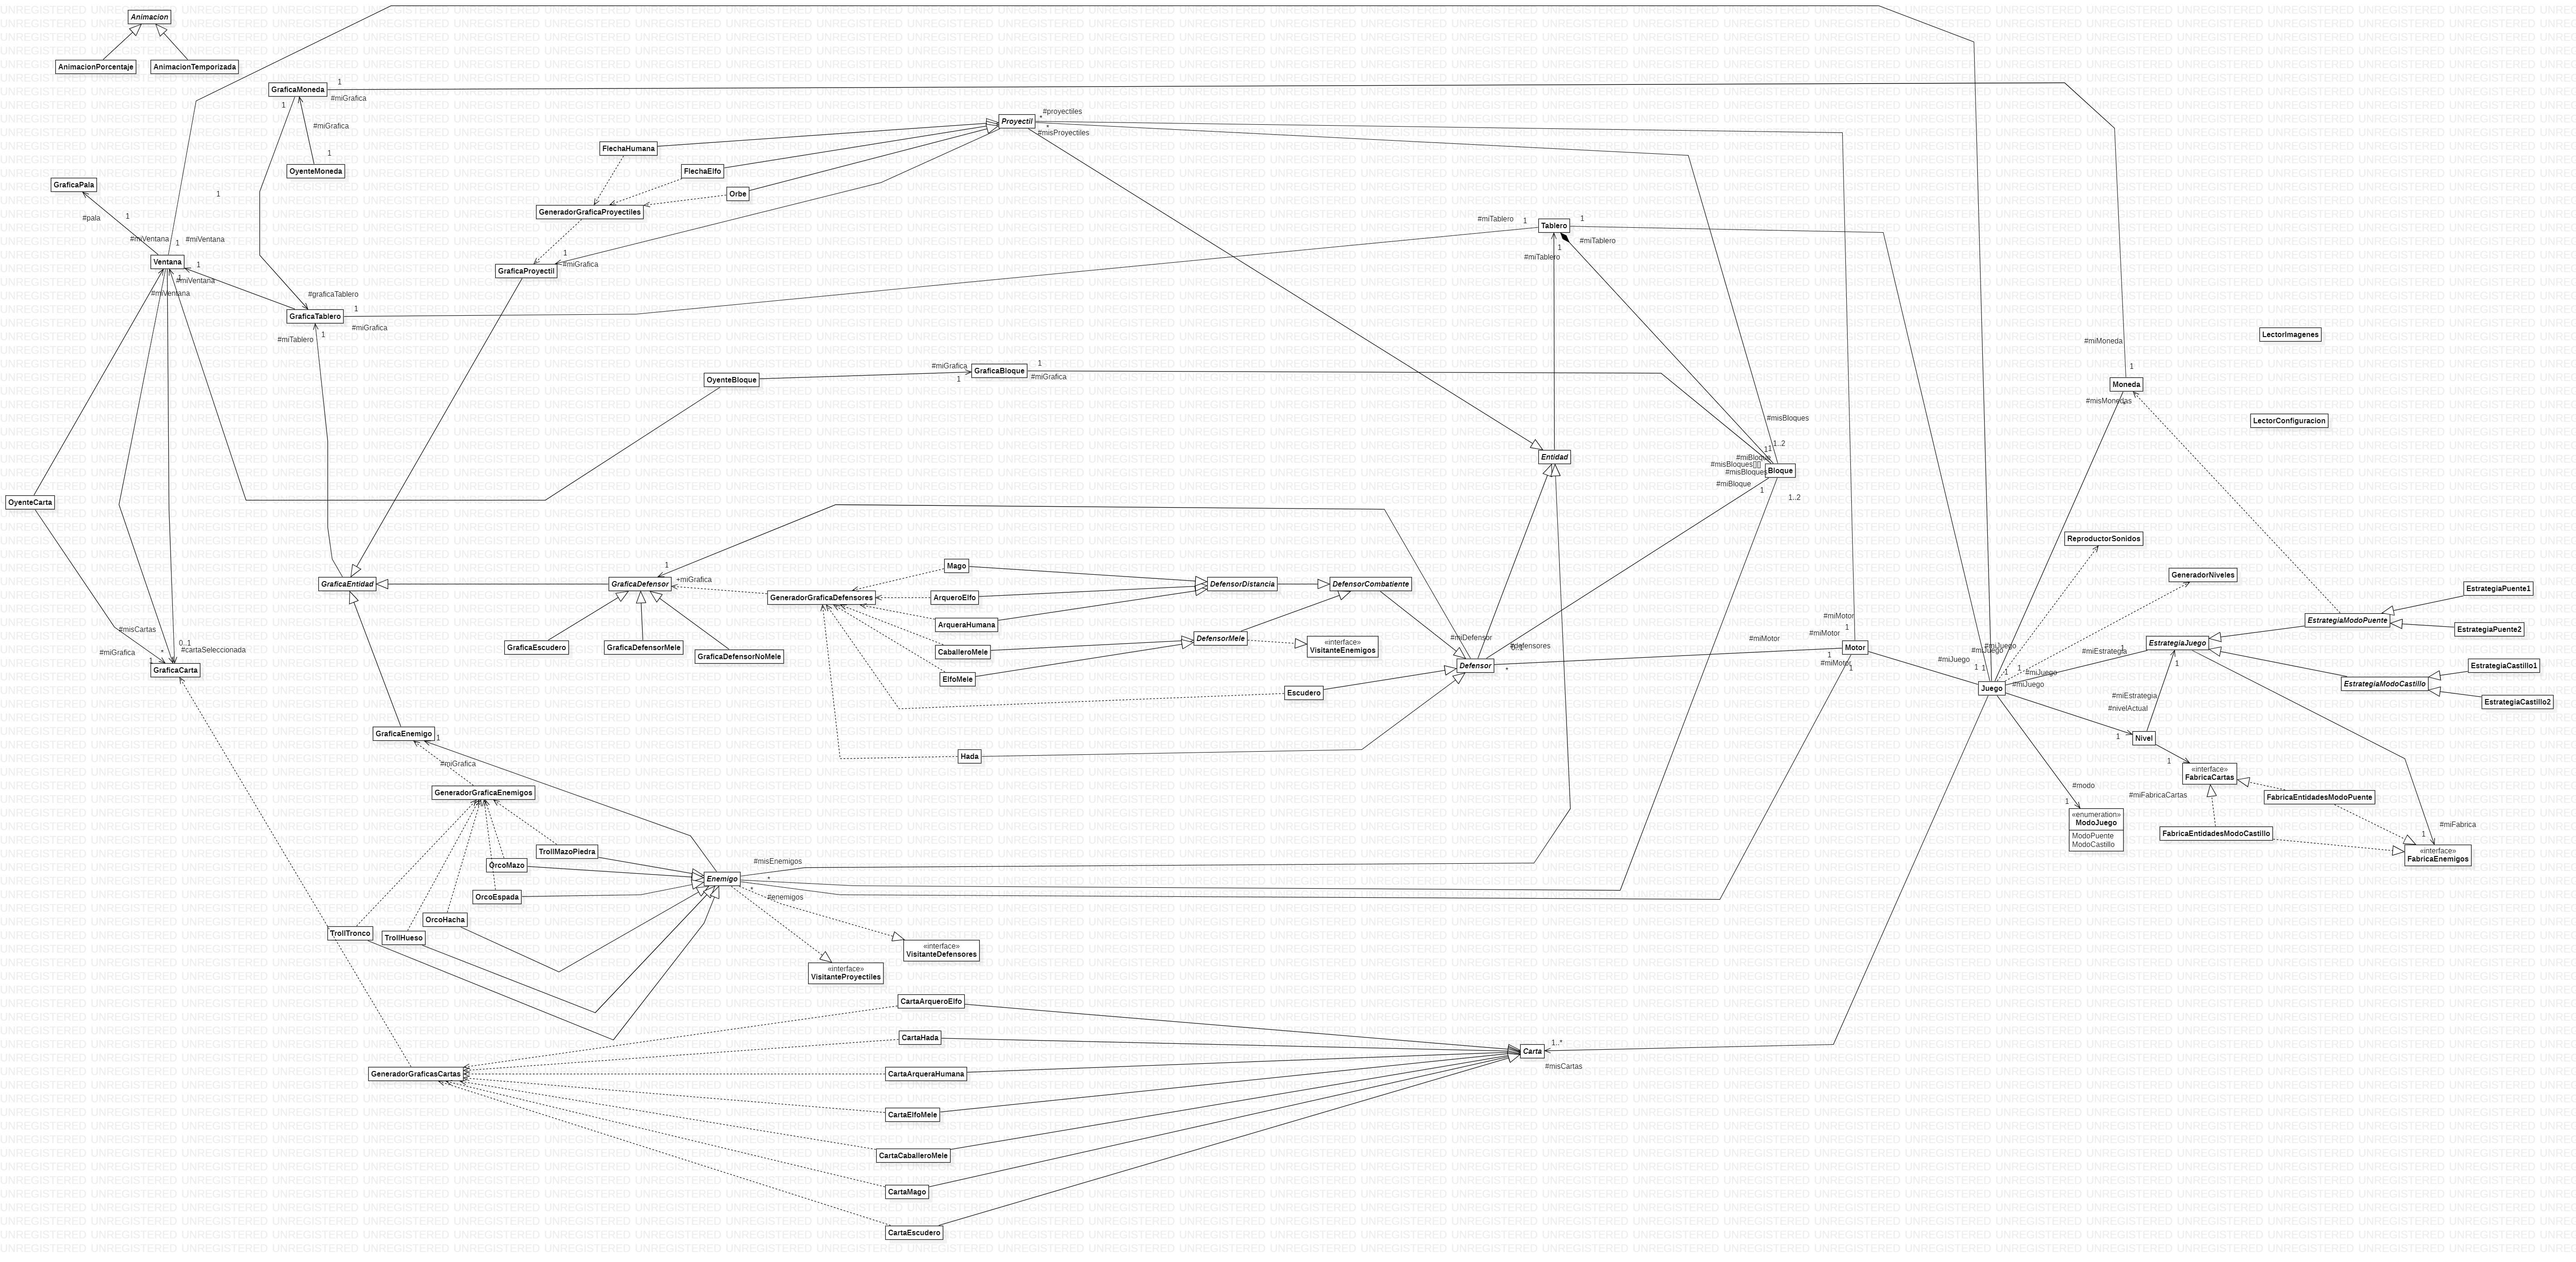 Animacion
AnimacionPorcentaje
AnimacionTemporizada
GraficaMoneda
1
#miGrafica
1
#miGrafica
1
OyenteMoneda
GraficaPala
#pala
1
1
#miVentana
#miVentana
1
Ventana
1
#miVentana
1
#miVentana
#graficaTablero
GraficaTablero
1
#miGrafica
1
#miTablero
#proyectiles
*
Proyectil
*
#misProyectiles
FlechaHumana
FlechaElfo
Orbe
GeneradorGraficaProyectiles
1
#miGrafica
GraficaProyectil
#miTablero
1
Tablero
1
#miTablero
1
#miTablero
LectorImagenes
#miMoneda
1
Moneda
#misMonedas
*
LectorConfiguracion
OyenteBloque
#miGrafica
1
GraficaBloque
1
#miGrafica
#misBloques
1..2
1
1
#miBloque
#misBloques
#misBloques
Bloque
#miBloque
1
1..2
Entidad
OyenteCarta
#misCartas
*
0..1
#cartaSeleccionada
#miGrafica
1
GraficaCarta
GraficaEntidad
GraficaDefensor
1
+miGrafica
GraficaEscudero
GraficaDefensorMele
GraficaDefensorNoMele
GeneradorGraficaDefensores
Mago
ArqueroElfo
ArqueraHumana
CaballeroMele
ElfoMele
DefensorDistancia
DefensorCombatiente
DefensorMele
«interface»
VisitanteEnemigos
#miDefensor
0..1
#defensores
Defensor
*
Escudero
Hada
#miMotor
1
#miMotor
#miMotor
Motor
1
#miMotor
1
ReproductorSonidos
GeneradorNiveles
#miJuego
#miJuego
#miJuego
1
1
1
1
#miJuego
#miJuego
Juego
#miEstrategia
1
EstrategiaJuego
1
#miEstrategia
#nivelActual
1
Nivel
1
EstrategiaModoPuente
EstrategiaPuente1
EstrategiaPuente2
EstrategiaModoCastillo
EstrategiaCastillo1
EstrategiaCastillo2
«interface»
FabricaCartas
#miFabricaCartas
FabricaEntidadesModoPuente
FabricaEntidadesModoCastillo
#miFabrica
1
«interface»
FabricaEnemigos
#modo
1
«enumeration»
ModoJuego
ModoPuente
ModoCastillo
GraficaEnemigo
1
#miGrafica
GeneradorGraficaEnemigos
TrollMazoPiedra
OrcoMazo
OrcoEspada
OrcoHacha
TrollTronco
TrollHueso
#misEnemigos
*
Enemigo
*
#enemigos
«interface»
VisitanteDefensores
«interface»
VisitanteProyectiles
CartaArqueroElfo
CartaHada
CartaArqueraHumana
CartaElfoMele
CartaCaballeroMele
CartaMago
CartaEscudero
GeneradorGraficasCartas
Carta
1..*
#misCartas
UNREGISTERED